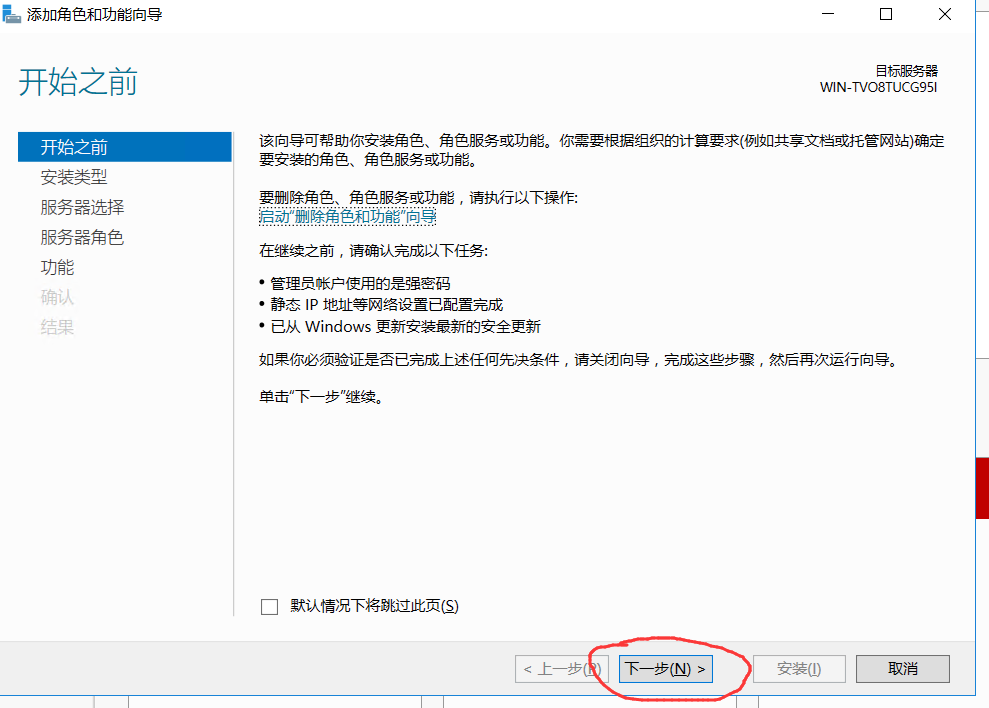 添加角色和功能向导
开始之前
目标服务器
WIN-TVO8TUCG95I
开始之前
安装类型
服务器选择
服务器角色
功能
确认
结果
该向导可帮助你安装角色、角色服务或功能。你需要根据组织的计算要求(例如共享文档或托管网站)确定
要安装的角色、角色服务或功能。
要删除角色、角色服务或功能，请执行以下操作:
启动“删除角色和功能”向导
在继续之前，请确认完成以下任务:
• 管理员帐户使用的是强密码
• 静态 IP 地址等网络设置已配置完成
• 已从 Windows 更新安装最新的安全更新
如果你必须验证是否已完成上述任何先决条件，请关闭向导，完成这些步骤，然后再次运行向导。
单击“下一步”继续。
默认情况下将跳过此页(S)
< 上一步(P)
下一步(N) >
安装(I)
取消